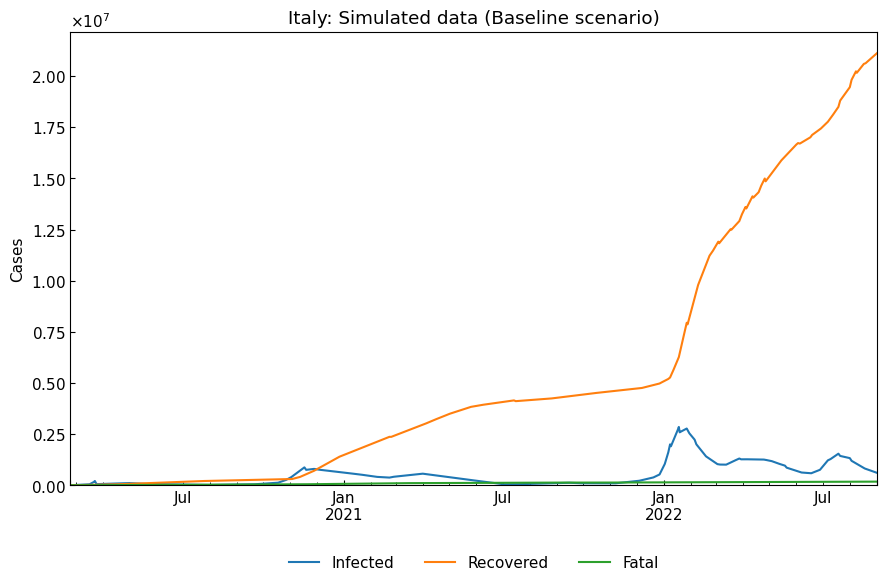 Italy: Simulated data (Baseline scenario)
×10⁷
2.00
1.75
1.50
1.25
1.00
0.75
0.50
0.25
0.00
Cases
Jul Jan Jul Jan Jul
2021 2022
Infected Recovered Fatal